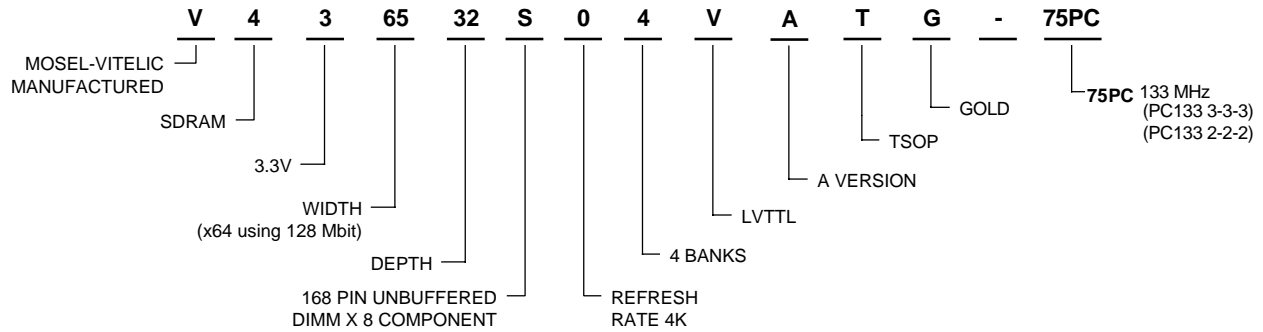 V 4 3 65 32 S 0 4 V A T G - 75PC
MOSEL-VITELIC
MANUFACTURED
SDRAM
3.3V
WIDTH
(x64 using 128 Mbit)
DEPTH
168 PIN UNBUFFERED
DIMM X 8 COMPONENT
REFRESH
RATE 4K
4 BANKS
LVTTL
A VERSION
TSOP
GOLD
75PC 133 MHz
(PC133 3-3-3)
(PC133 2-2-2)